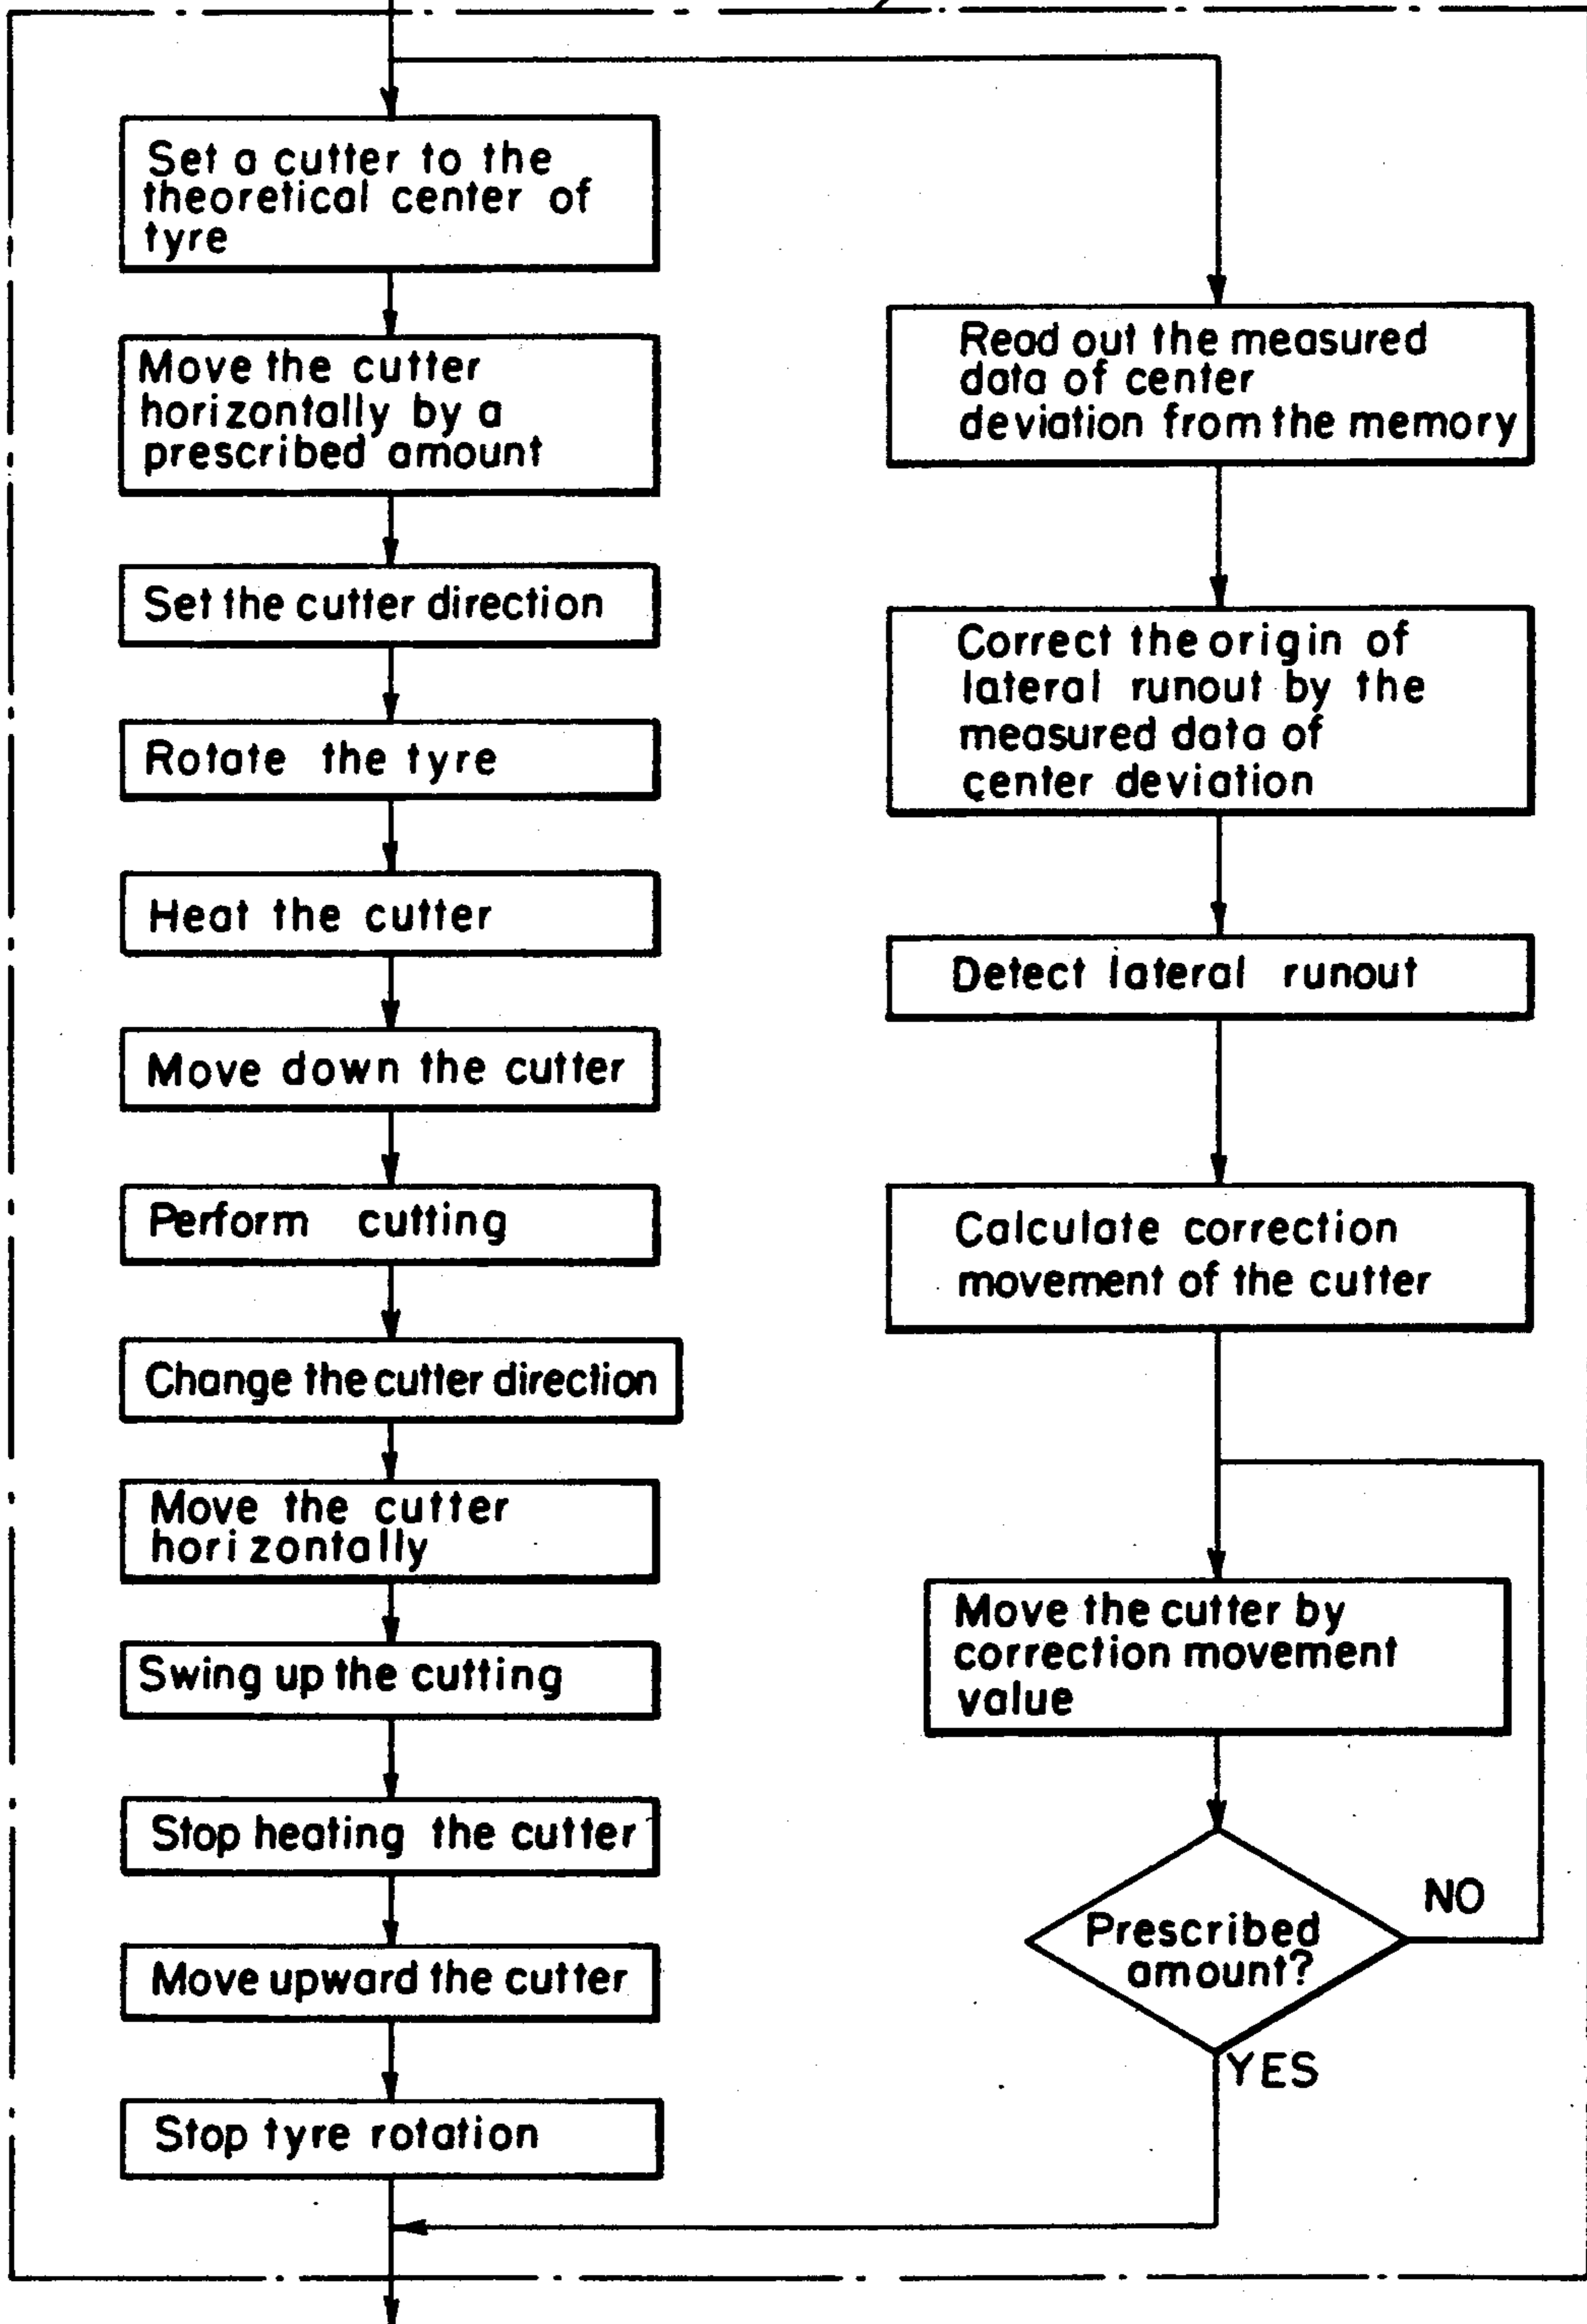 Set a cutter to the
theoretical center of
tyre
Move the cutter
horizontally by a
prescribed amount
Set the cutter direction
Rotate the tyre
Heat the cutter
Move down the cutter
Perform cutting
Change the cutter direction
Move the cutter
horizontally
Swing up the cutting
Stop heating the cutter
Move upward the cutter
Stop tyre rotation
Read out the measured
data of center
deviation from the memory
Correct the origin of
lateral runout by the
measured data of
center deviation
Detect lateral runout
Calculate correction
movement of the cutter
Move the cutter by
correction movement
value
Prescribed
amount?
NO
YES